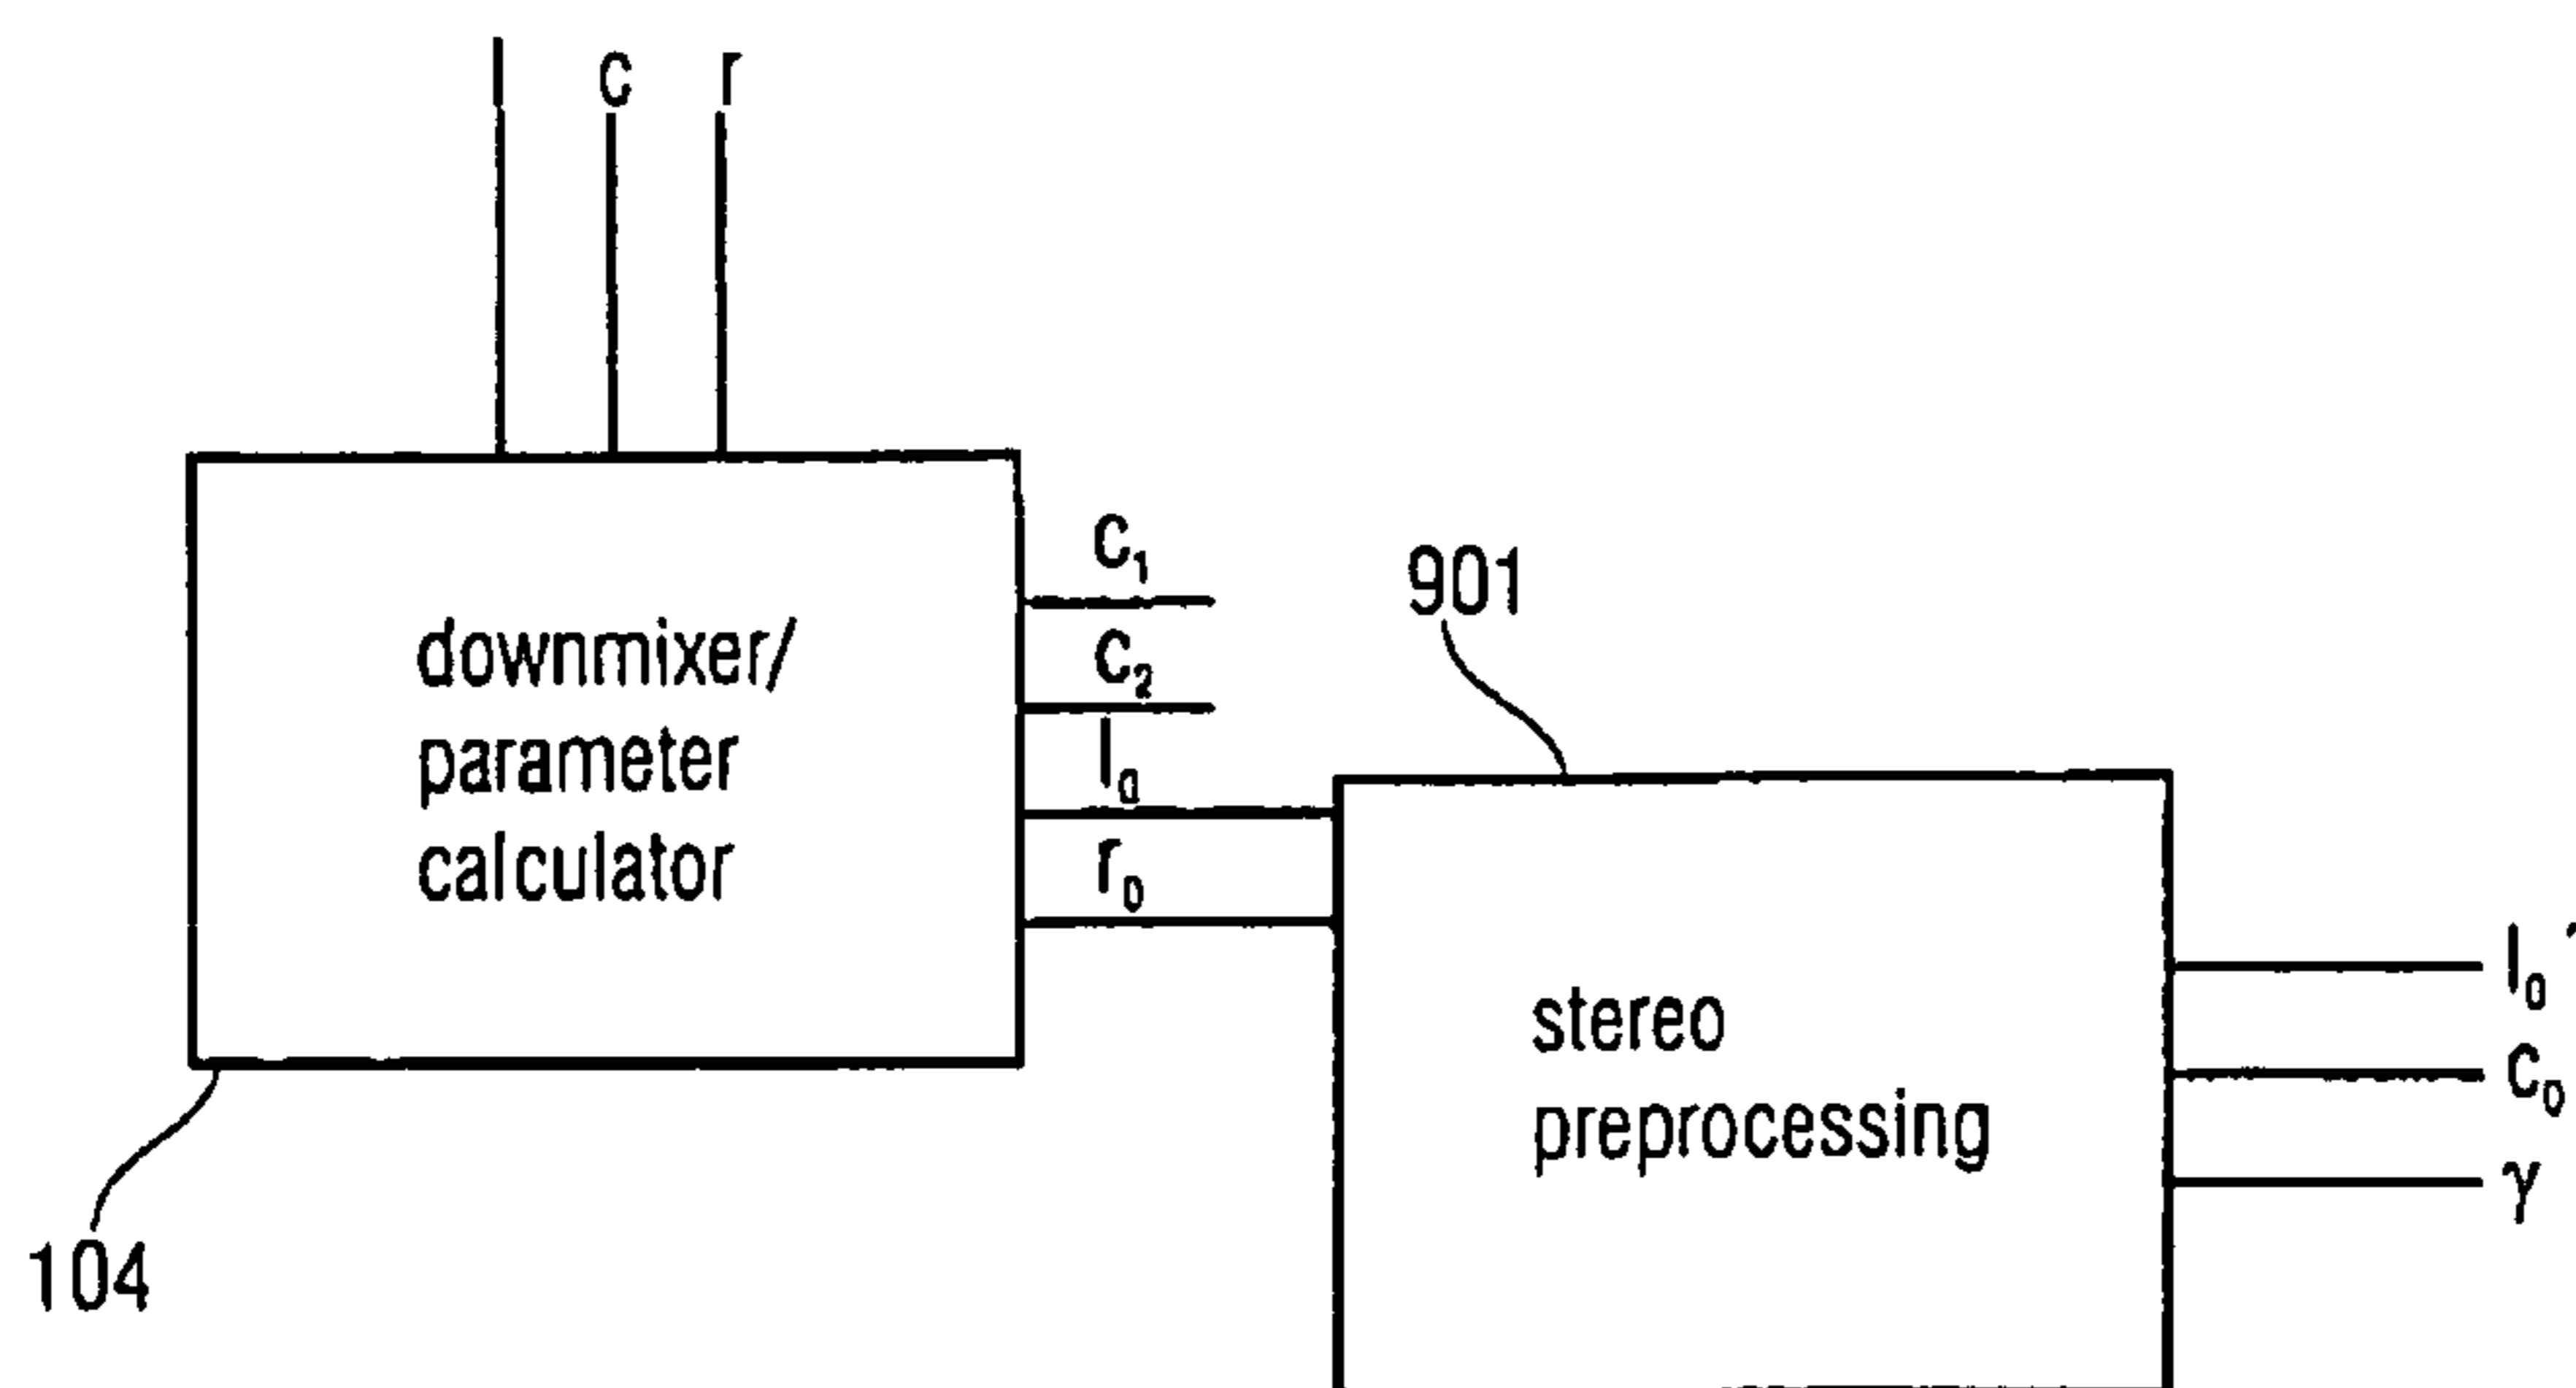 l c r
c₁
901
c₂
downmixer/
parameter
calculator
l₀
r₀
stereo
preprocessing
l₀
c₀
γ
104